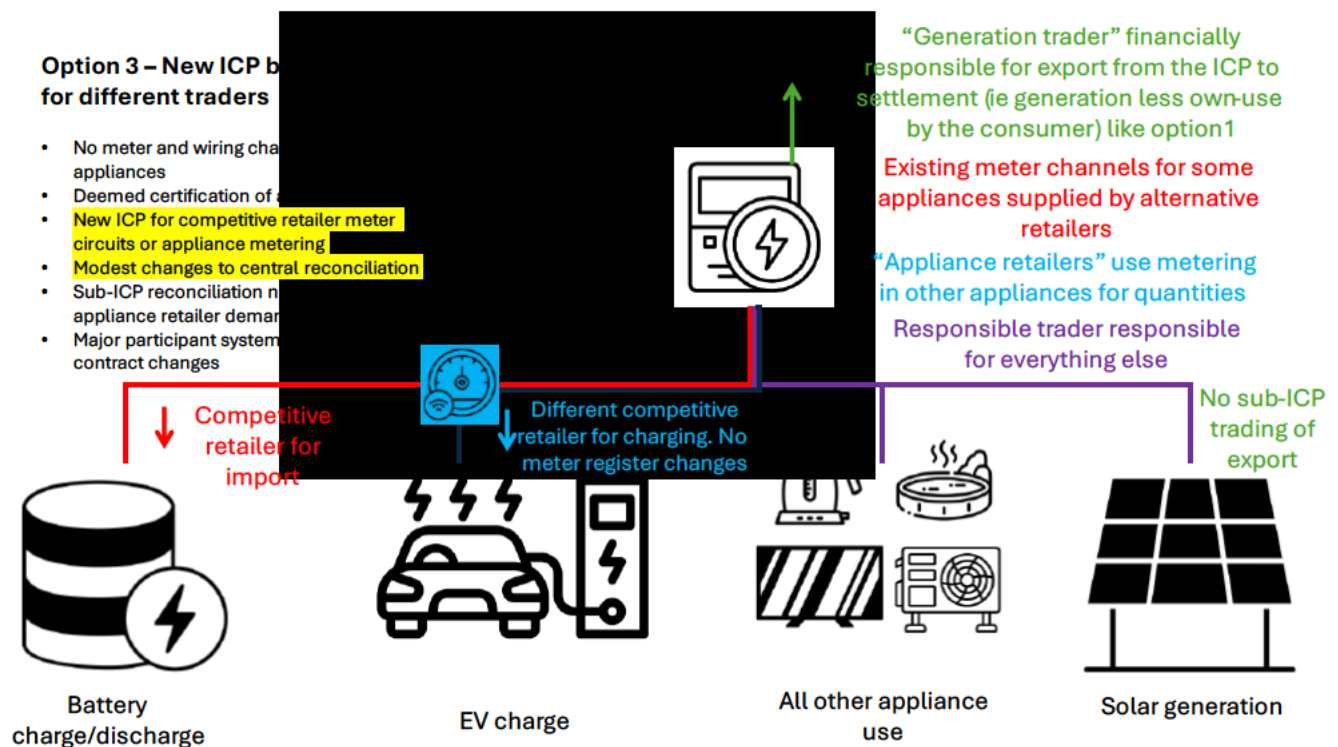 Option 3 – New ICP b
for different traders
• No meter and wiring cha
appliances
• Deemed certification of a
• New ICP for competitive retailer meter
circuits or appliance metering
• Modest changes to central reconciliation
• Sub-ICP reconciliation n
appliance retailer deman
• Major participant system
contract changes
“Generation trader” financially
responsible for export from the ICP to
settlement (ie generation less own-use
by the consumer) like option1
Existing meter channels for some
appliances supplied by alternative
retailers
“Appliance retailers” use metering
in other appliances for quantities
Responsible trader responsible
for everything else
No sub-ICP
trading of
export
Competitive
retailer for
import
Different competitive
retailer for charging. No
meter register changes
Battery
charge/discharge
EV charge
All other appliance
use
Solar generation